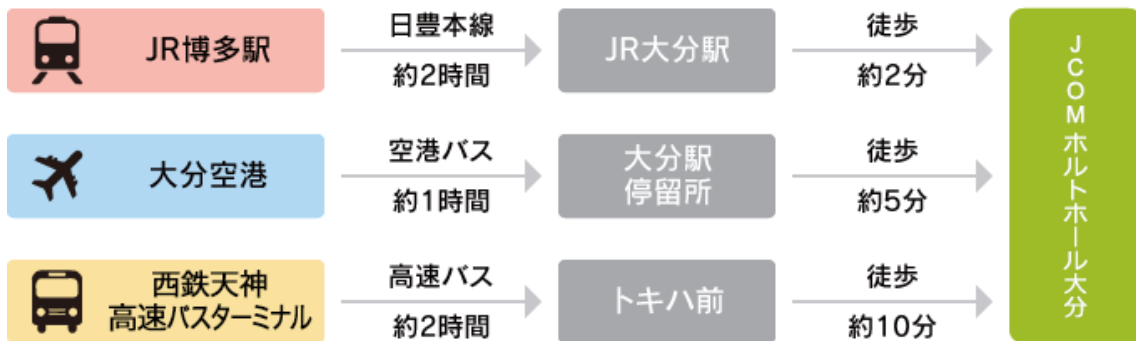 JR博多駅
日豊本線
約2時間
JR大分駅
徒歩
約2分
大分空港
空港バス
約1時間
大分駅
停留所
徒歩
約5分
西鉄天神
高速バスターミナル
高速バス
約2時間
トキハ前
徒歩
約10分
JCOMホルトホール大分